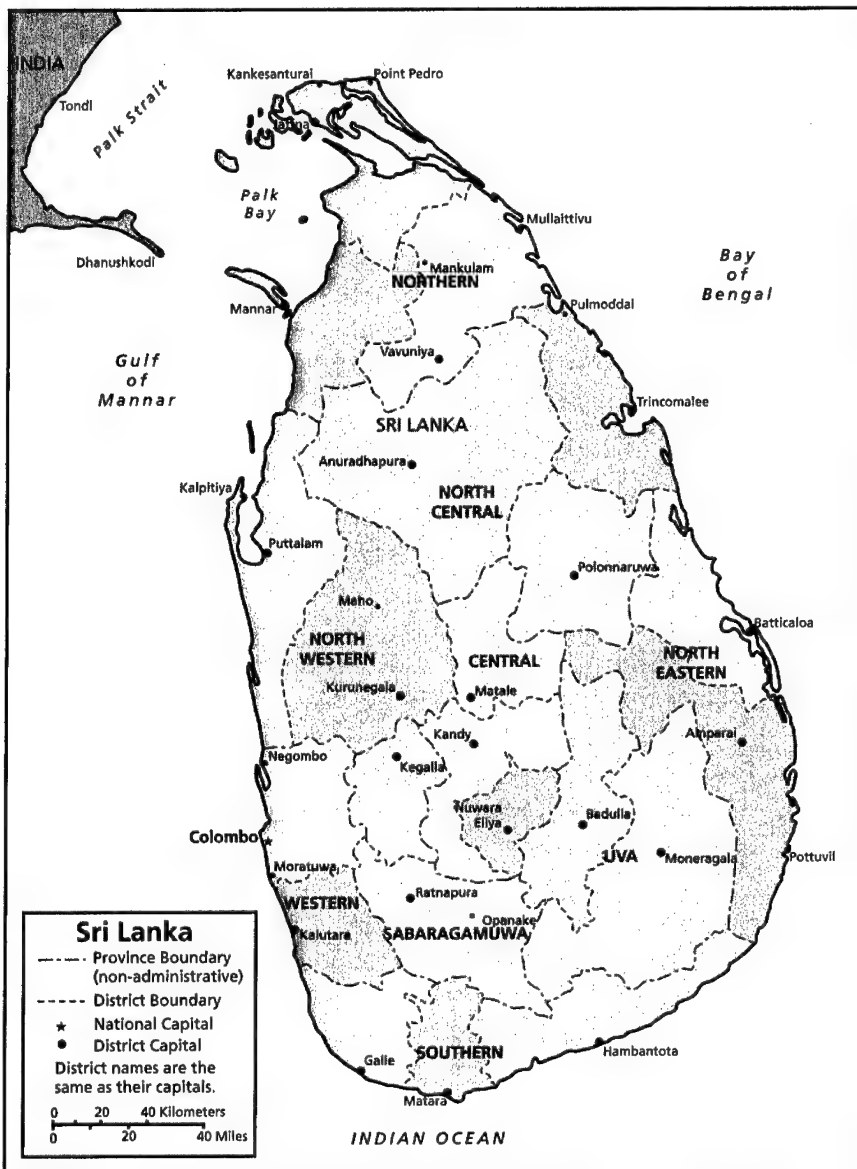 INDIA
Kankesanturai
Point Pedro
Tondi
Palk Strait
Palk
Bay
Mullaittivu
Dhanushkodi
Mankulam
NORTHERN
Bay
of
Bengal
Mannar
Pulmoddal
Gulf
of
Mannar
Vavuniya
Trincomalee
SRI LANKA
Anuradhapura
Kalpitiya
NORTH
CENTRAL
Puttalam
Polonnaruwa
Maho
Batticaloa
NORTH
WESTERN
CENTRAL
NORTH
EASTERN
Kurunegala
Matale
Kandy
Amparai
Negombo
Kegalla
Nuwara
Eliya
Badulla
Colombo
UVA
Moneragala
Pottuvil
Moratuwa
Ratnapura
WESTERN
Opanake
Kalutara
SABARAGAMUWA
Galle
SOUTHERN
Hambantota
Matara
INDIAN OCEAN
Sri Lanka
Province Boundary
(non-administrative)
District Boundary
National Capital
District Capital
District names are the
same as their capitals.
0 20 40 Kilometers
0 20 40 Miles